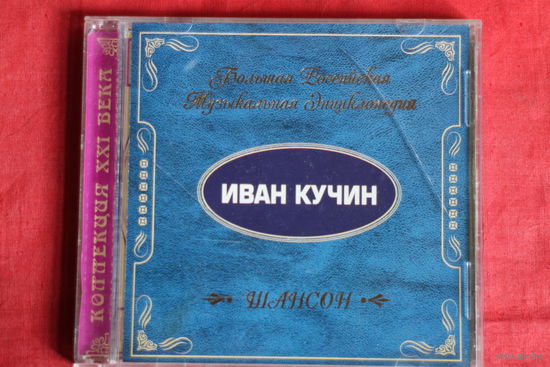 КОЛЛЕКЦИЯ XXI ВЕКА
Большая Российская
Музыкальная Энциклопедия
ИВАН КУЧИН
ШАНСОН